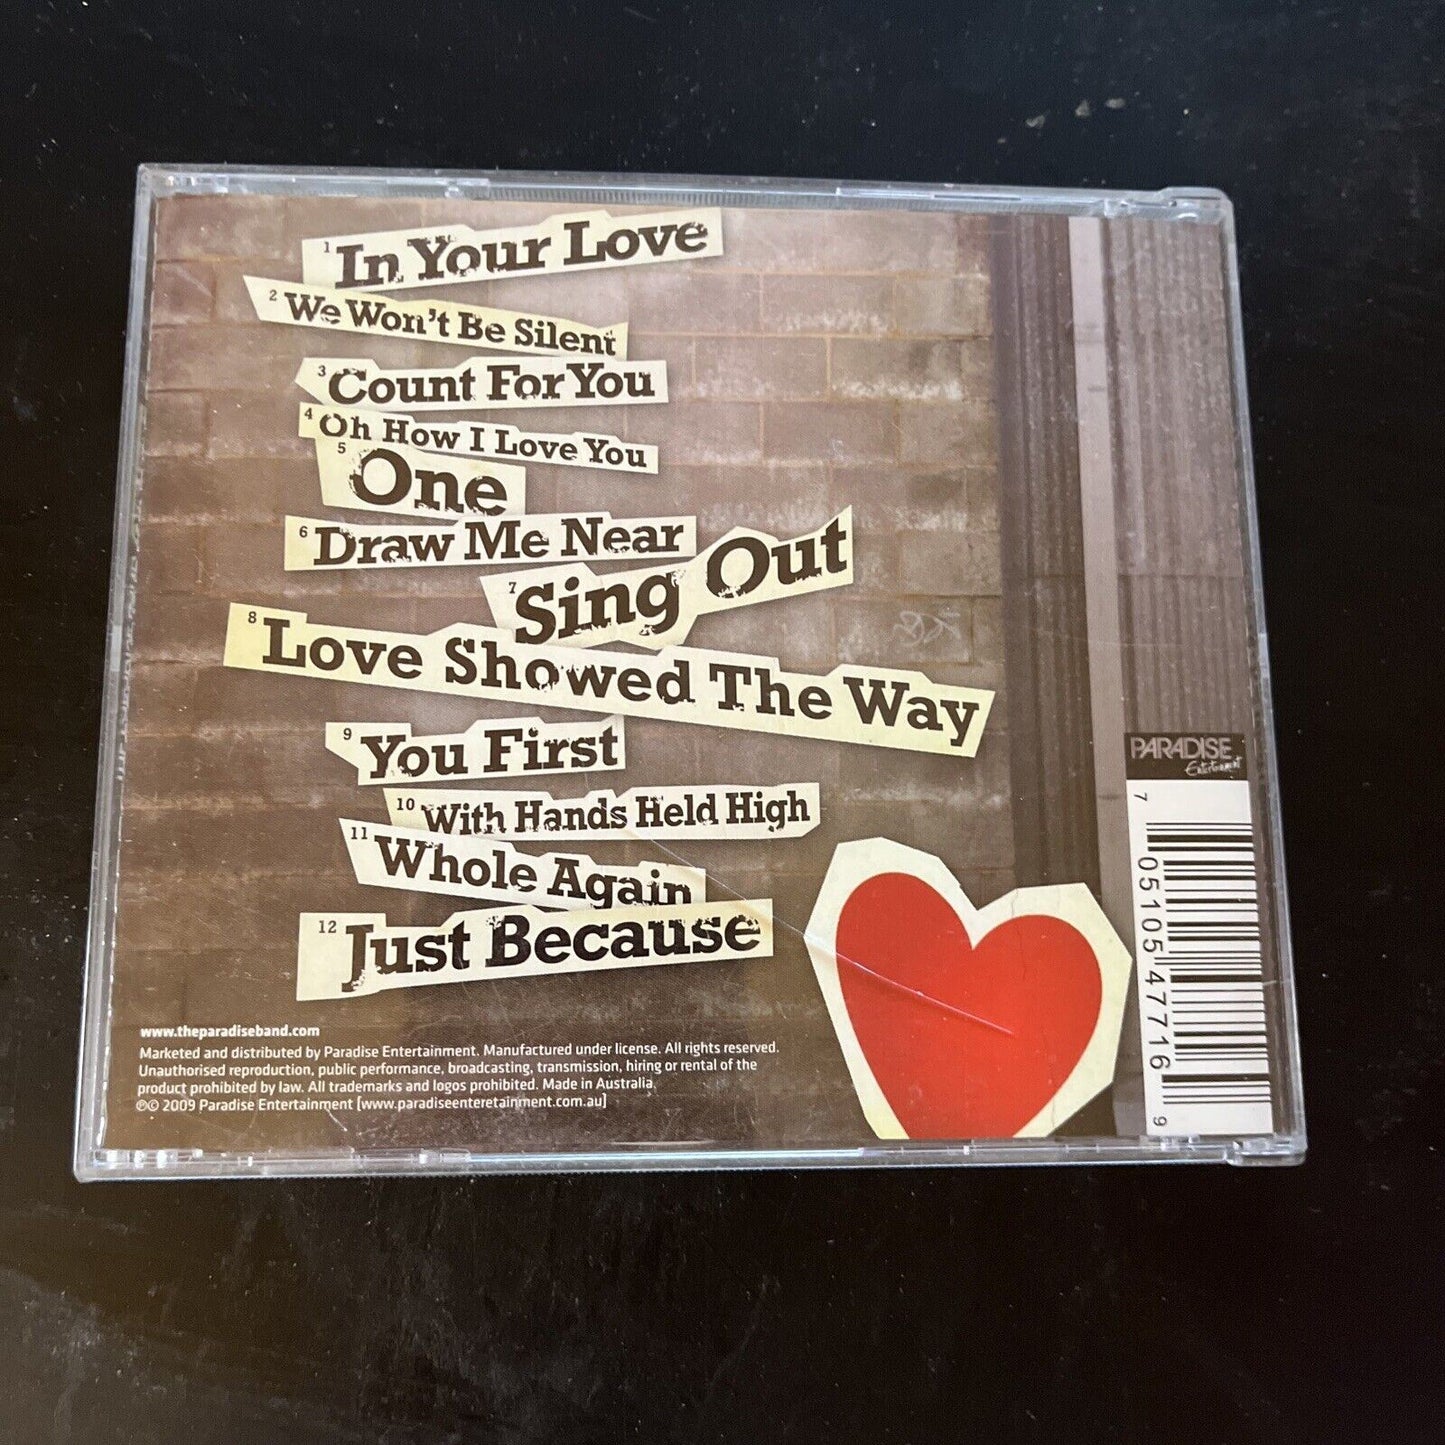 1 In Your Love
2 We Won't Be Silent
3 Count For You
4 Oh How I Love You
5 One
6 Draw Me Near
7 Sing Out
8 Love Showed The Way
9 You First
10 With Hands Held High
11 Whole Again
12 Just Because
www.theparadiseband.com
Marketed and distributed by Paradise Entertainment. Manufactured under license. All rights reserved.
Unauthorised reproduction, public performance, broadcasting, transmission, hiring or rental of the
product prohibited by law. All trademarks and logos prohibited. Made in Australia.
℗© 2009 Paradise Entertainment [www.paradiseenteretainment.com.au]
PARADISE
Entertainment
7 05105 47716 9